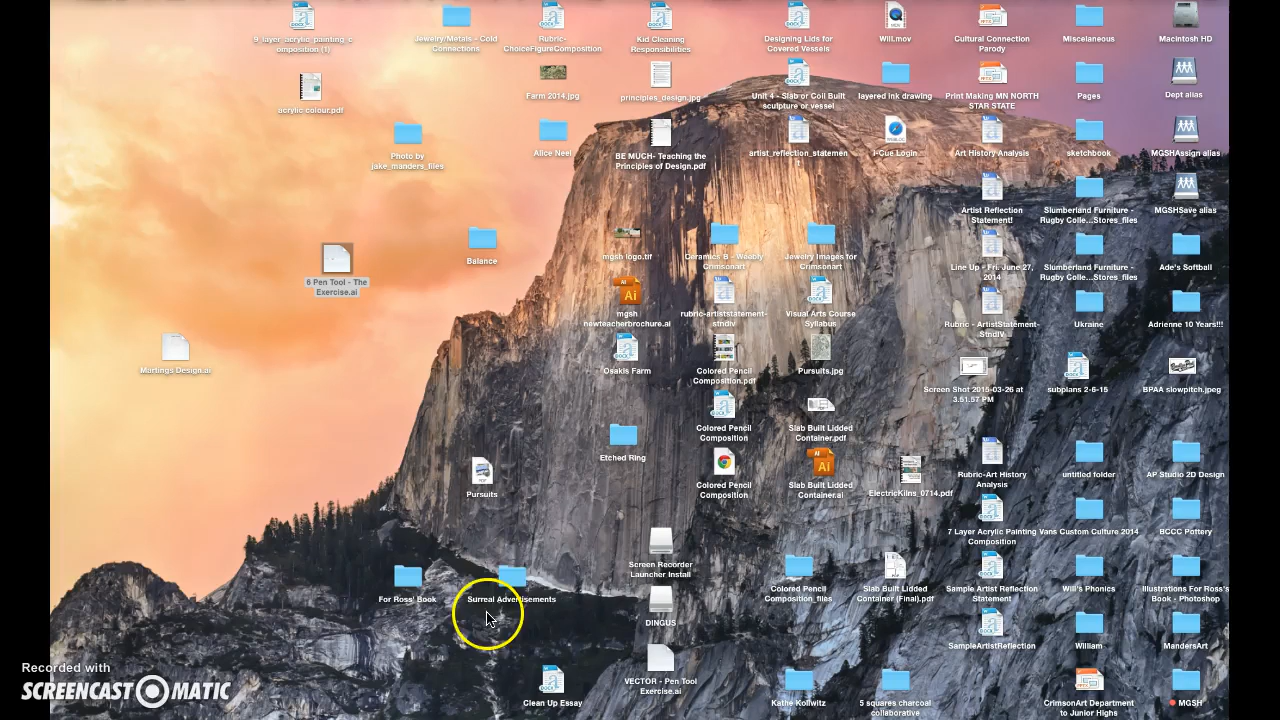 9_layer_acrylic_painting_c
omposition (1)
Jewelry/Metals - Cold
Connections
Rubric-
ChoiceFigureComposition
Kid Cleaning
Responsibilities
Designing Lids for
Covered Vessels
Will.mov
Cultural Connection
Parody
Miscelaneous
Macintosh HD
acrylic colour.pdf
Farm 2014.jpg
principles_design.jpg
Unit 4 - Slab or Coil Built
sculpture or vessel
layered ink drawing
Print Making MN NORTH
STAR STATE
Pages
Dept alias
Photo by
jake_manders_files
Alice Neel
BE MUCH- Teaching the
Principles of Design.pdf
artist_reflection_statemen
I-Cue Login
Art History Analysis
sketchbook
MGSHAssign alias
Artist Reflection
Statement!
Slumberland Furniture -
Rugby Colle...Stores_files
MGSHSave alias
6 Pen Tool - The
Exercise.ai
Balance
mgsh logo.tif
Ceramics B - Weebly
Crimsonart
Jewelry Images for
Crimsonart
Line Up - Fri. June 27,
2014
Slumberland Furniture -
Rugby Colle...Stores_files
Ade's Softball
Martings Design.ai
mgsh
newteacherbrochure.ai
rubric-artiststatement-
stndiv
Visual Arts Course
Syllabus
Rubric - ArtistStatement-
StndIV
Ukraine
Adrienne 10 Years!!!
Osakis Farm
Colored Pencil
Composition.pdf
Pursuits.jpg
Screen Shot 2015-03-26 at
3.51.57 PM
subplans 2-6-15
BPAA slowpitch.jpeg
Colored Pencil
Composition
Slab Built Lidded
Container.pdf
Etched Ring
Pursuits
Colored Pencil
Composition
Slab Built Lidded
Container.ai
ElectricKilns_0714.pdf
Rubric-Art History
Analysis
untitled folder
AP Studio 2D Design
7 Layer Acrylic Painting
Composition
Vans Custom Culture 2014
BCCC Pottery
For Ross' Book
Surreal Advertisements
Screen Recorder
Launcher Install
Colored Pencil
Composition_files
Slab Built Lidded
Container (Final).pdf
Sample Artist Reflection
Statement
Will's Phonics
Illustrations For Ross's
Book - Photoshop
DINGUS
SampleArtistReflection
William
MandersArt
VECTOR - Pen Tool
Exercise.ai
Clean Up Essay
Kathe Kollwitz
5 squares charcoal
collaborative
CrimsonArt Department
to Junior Highs
MGSH
Recorded with
SCREENCAST-O-MATIC